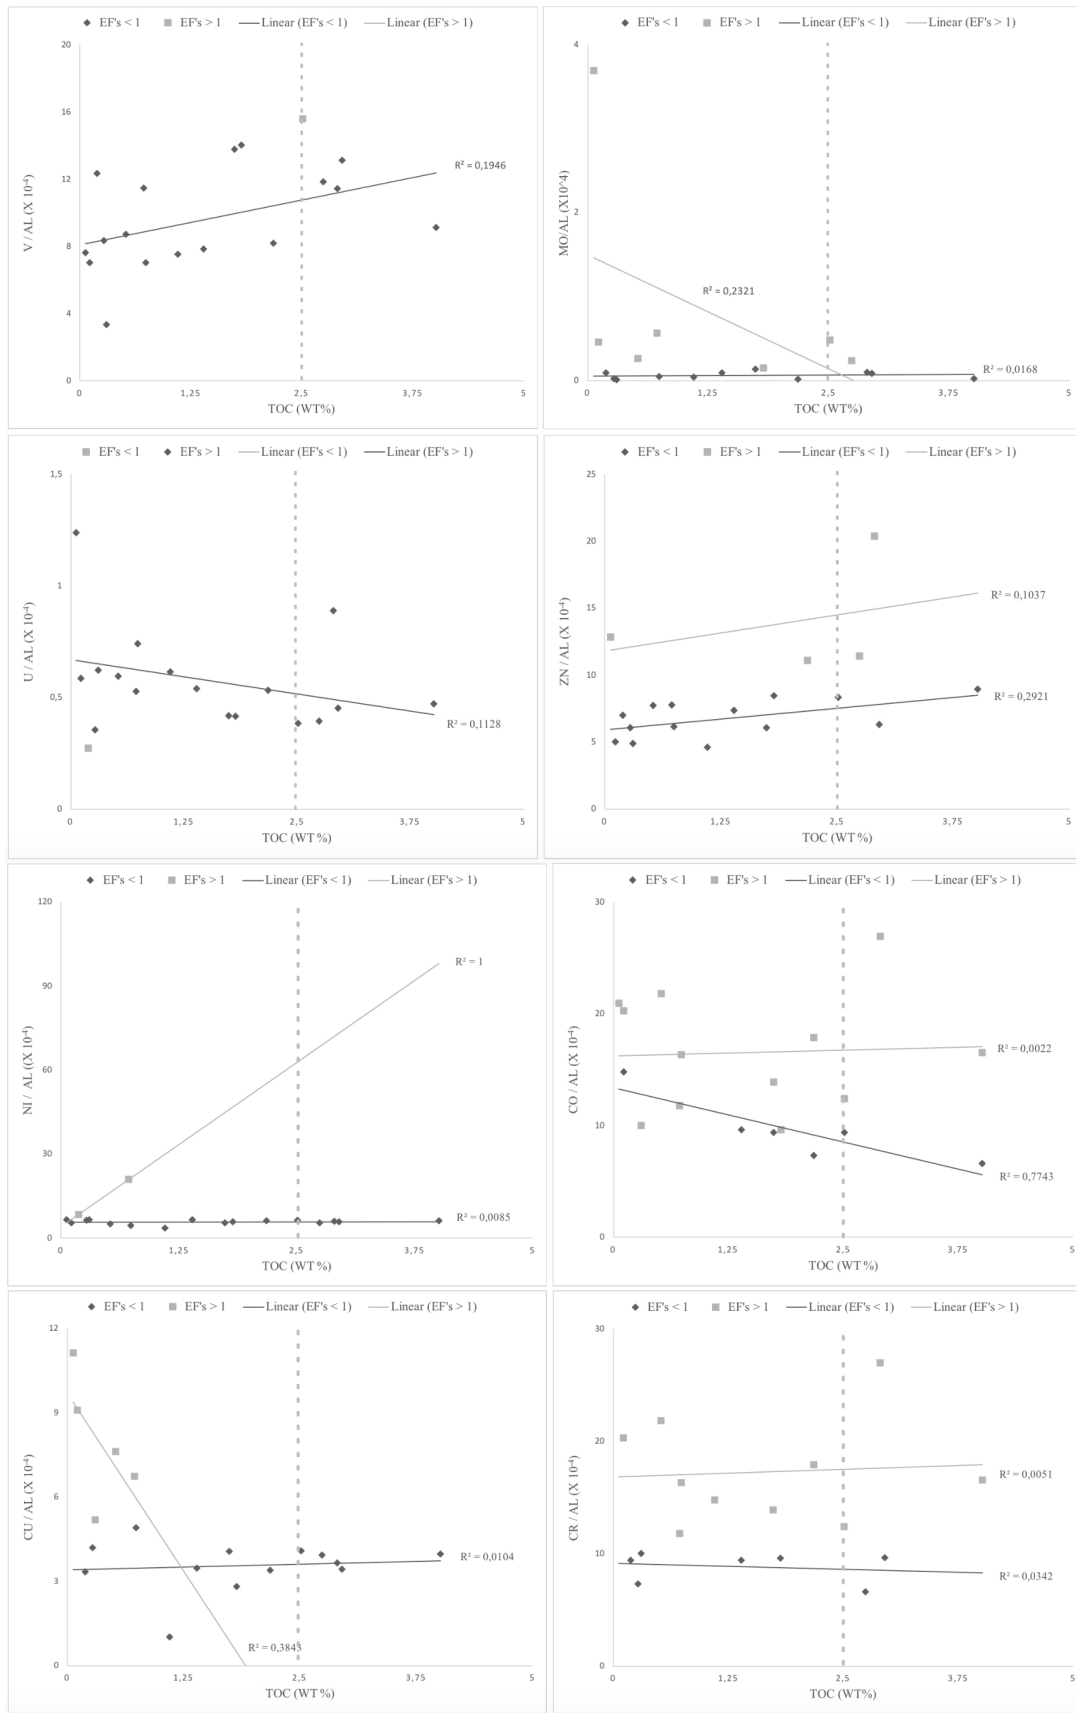 EF's < 1 EF's > 1 Linear (EF's < 1) Linear (EF's > 1)
20
16
12
8
4
0
V / AL (X 10-4)
R² = 0,1946
0 1,25 2,5 3,75 5
TOC (WT%)
EF's < 1 EF's > 1 Linear (EF's < 1) Linear (EF's > 1)
4
2
0
MO/AL (X10^4)
R² = 0,2321
R² = 0,0168
0 1,25 2,5 3,75 5
TOC (WT%)
EF's < 1 EF's > 1 Linear (EF's < 1) Linear (EF's > 1)
1,5
1
0,5
0
U / AL (X 10-4)
R² = 0,1128
0 1,25 2,5 3,75 5
TOC (WT%)
EF's < 1 EF's > 1 Linear (EF's < 1) Linear (EF's > 1)
25
20
15
10
5
0
ZN / AL (X 10-4)
R² = 0,1037
R² = 0,2921
0 1,25 2,5 3,75 5
TOC (WT%)
EF's < 1 EF's > 1 Linear (EF's < 1) Linear (EF's > 1)
120
90
60
30
0
NI / AL ((X 10-4)
R² = 1
R² = 0,0085
0 1,25 2,5 3,75 5
TOC (WT%)
EF's < 1 EF's > 1 Linear (EF's < 1) Linear (EF's > 1)
30
20
10
0
CO / AL (X 10-4)
R² = 0,0022
R² = 0,7743
0 1,25 2,5 3,75 5
TOC (WT%)
EF's < 1 EF's > 1 Linear (EF's < 1) Linear (EF's > 1)
12
9
6
3
0
CU / AL (X 10-4)
R² = 0,0104
R² = 0,3843
0 1,25 2,5 3,75 5
TOC (WT%)
EF's < 1 EF's > 1 Linear (EF's < 1) Linear (EF's > 1)
30
20
10
0
CR / AL (X 10-4)
R² = 0,0051
R² = 0,0342
0 1,25 2,5 3,75 5
TOC (WT%)